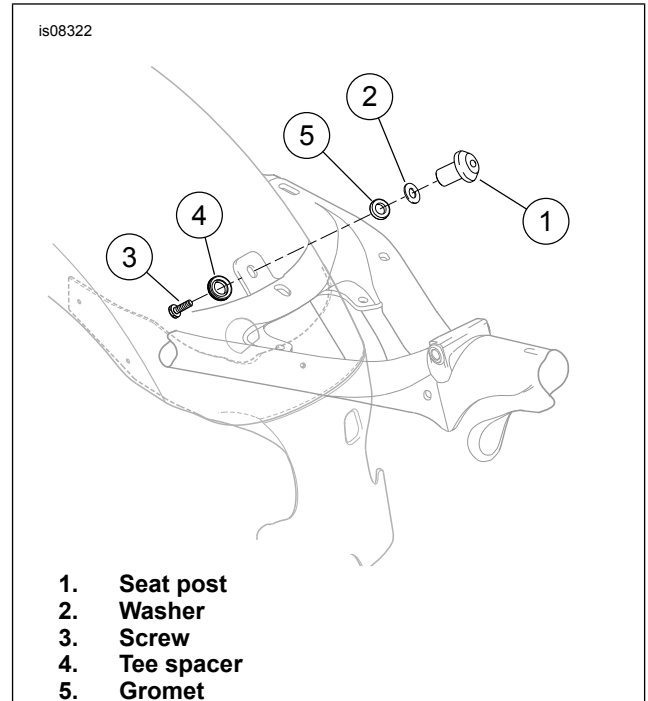 is08322
2
5
1
4
3
1. Seat post
2. Washer
3. Screw
4. Tee spacer
5. Gromet